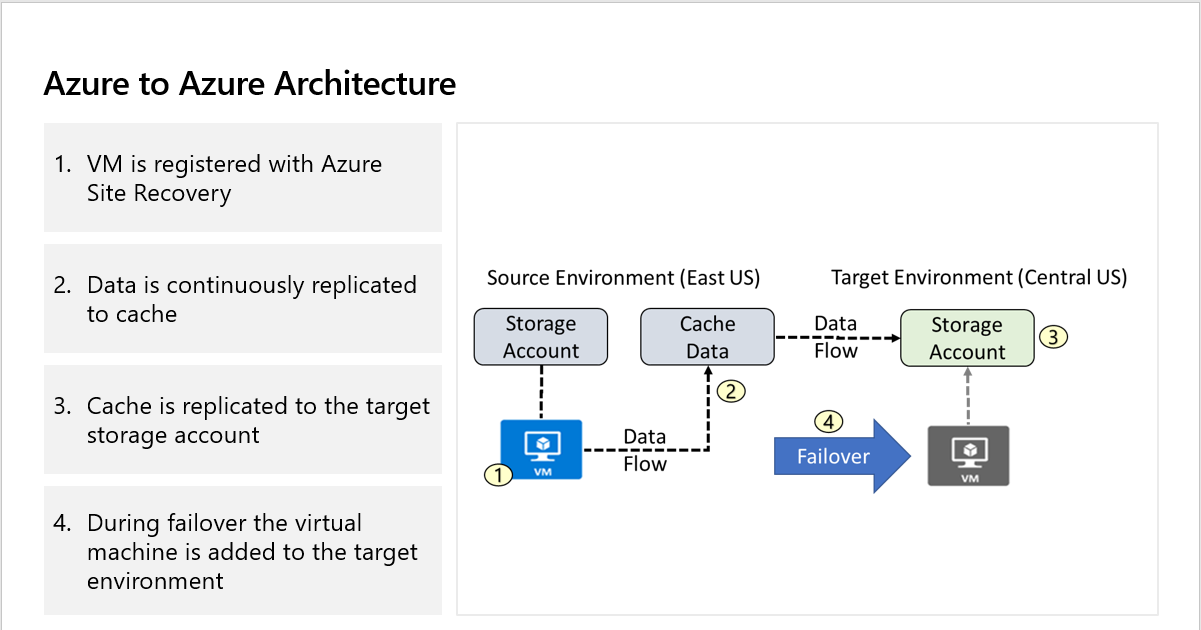 Azure to Azure Architecture
1. VM is registered with Azure
Site Recovery
2. Data is continuously replicated
to cache
3. Cache is replicated to the target
storage account
4. During failover the virtual
machine is added to the target
environment
Source Environment (East US)
Target Environment (Central US)
Storage
Account
Cache
Data
Data
Flow
Storage
Account
3
2
VM
1
Data
Flow
4
Failover
VM